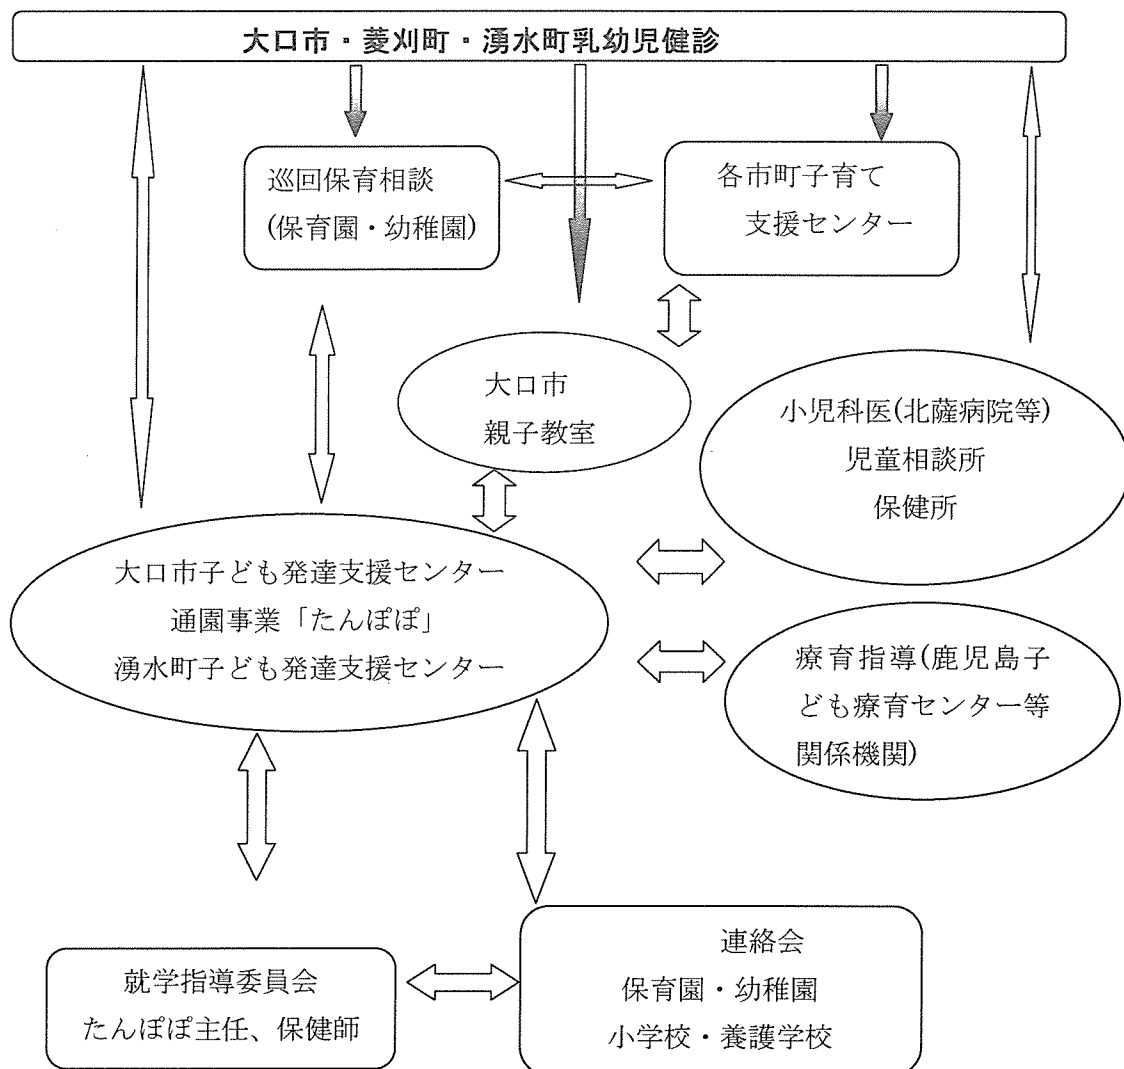 大口市・菱刈町・湧水町乳幼児健診
巡回保育相談
(保育園・幼稚園)
各市町子育て
支援センター
大口市
親子教室
小児科医(北薩病院等)
児童相談所
保健所
大口市子ども発達支援センター
通園事業「たんぽぽ」
湧水町子ども発達支援センター
療育指導(鹿児島子
ども療育センター等
関係機関)
就学指導委員会
たんぽぽ主任、保健師
連絡会
保育園・幼稚園
小学校・養護学校